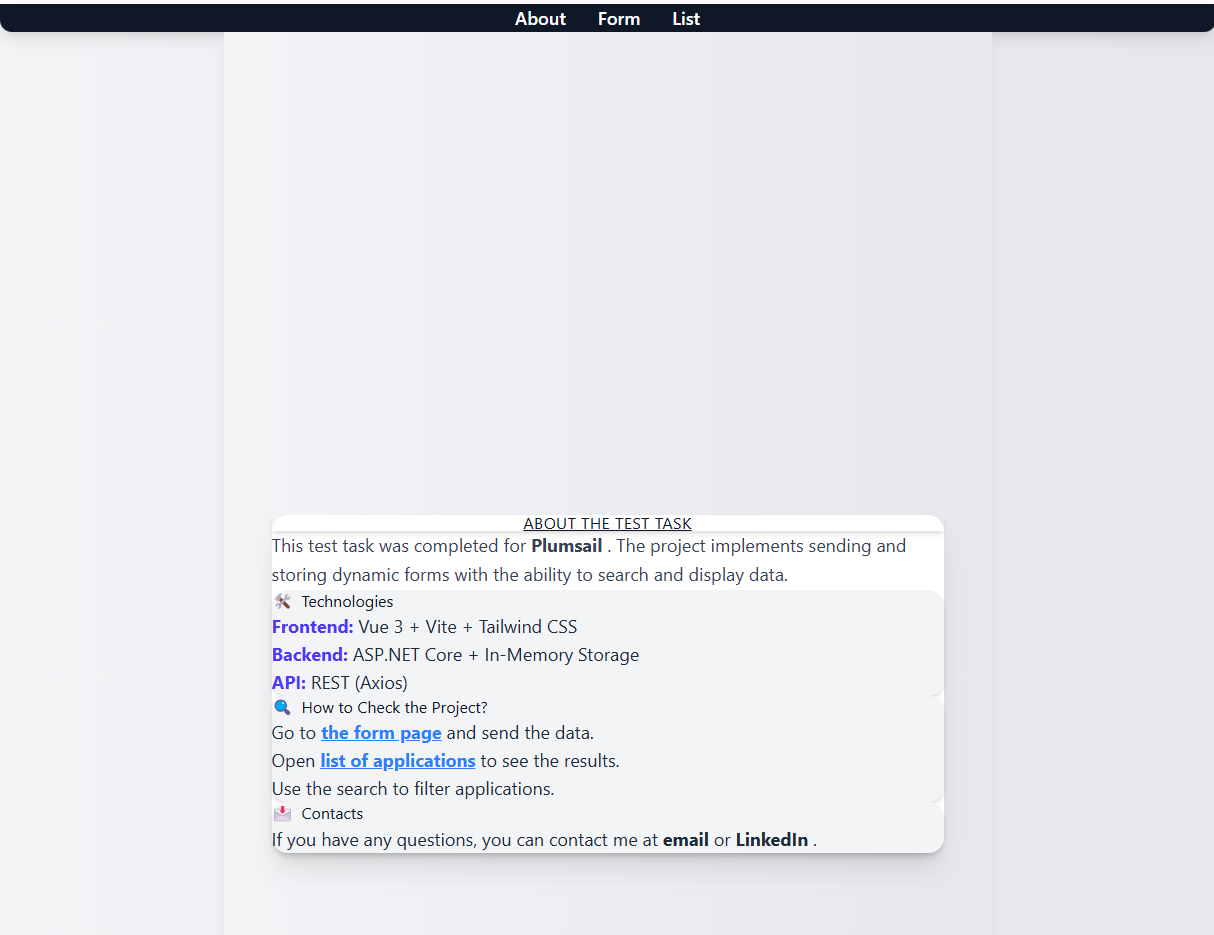 About Form List
ABOUT THE TEST TASK
This test task was completed for Plumsail . The project implements sending and
storing dynamic forms with the ability to search and display data.
🛠 Technologies
Frontend: Vue 3 + Vite + Tailwind CSS
Backend: ASP.NET Core + In-Memory Storage
API: REST (Axios)
🔍 How to Check the Project?
Go to the form page and send the data.
Open list of applications to see the results.
Use the search to filter applications.
📩 Contacts
If you have any questions, you can contact me at email or LinkedIn .